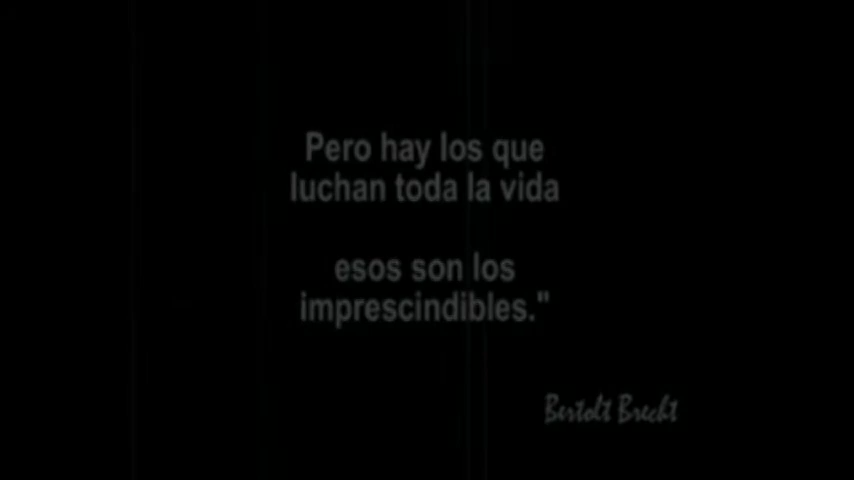 Pero hay los que
luchan toda la vida
esos son los
imprescindibles."
Bertolt Brecht